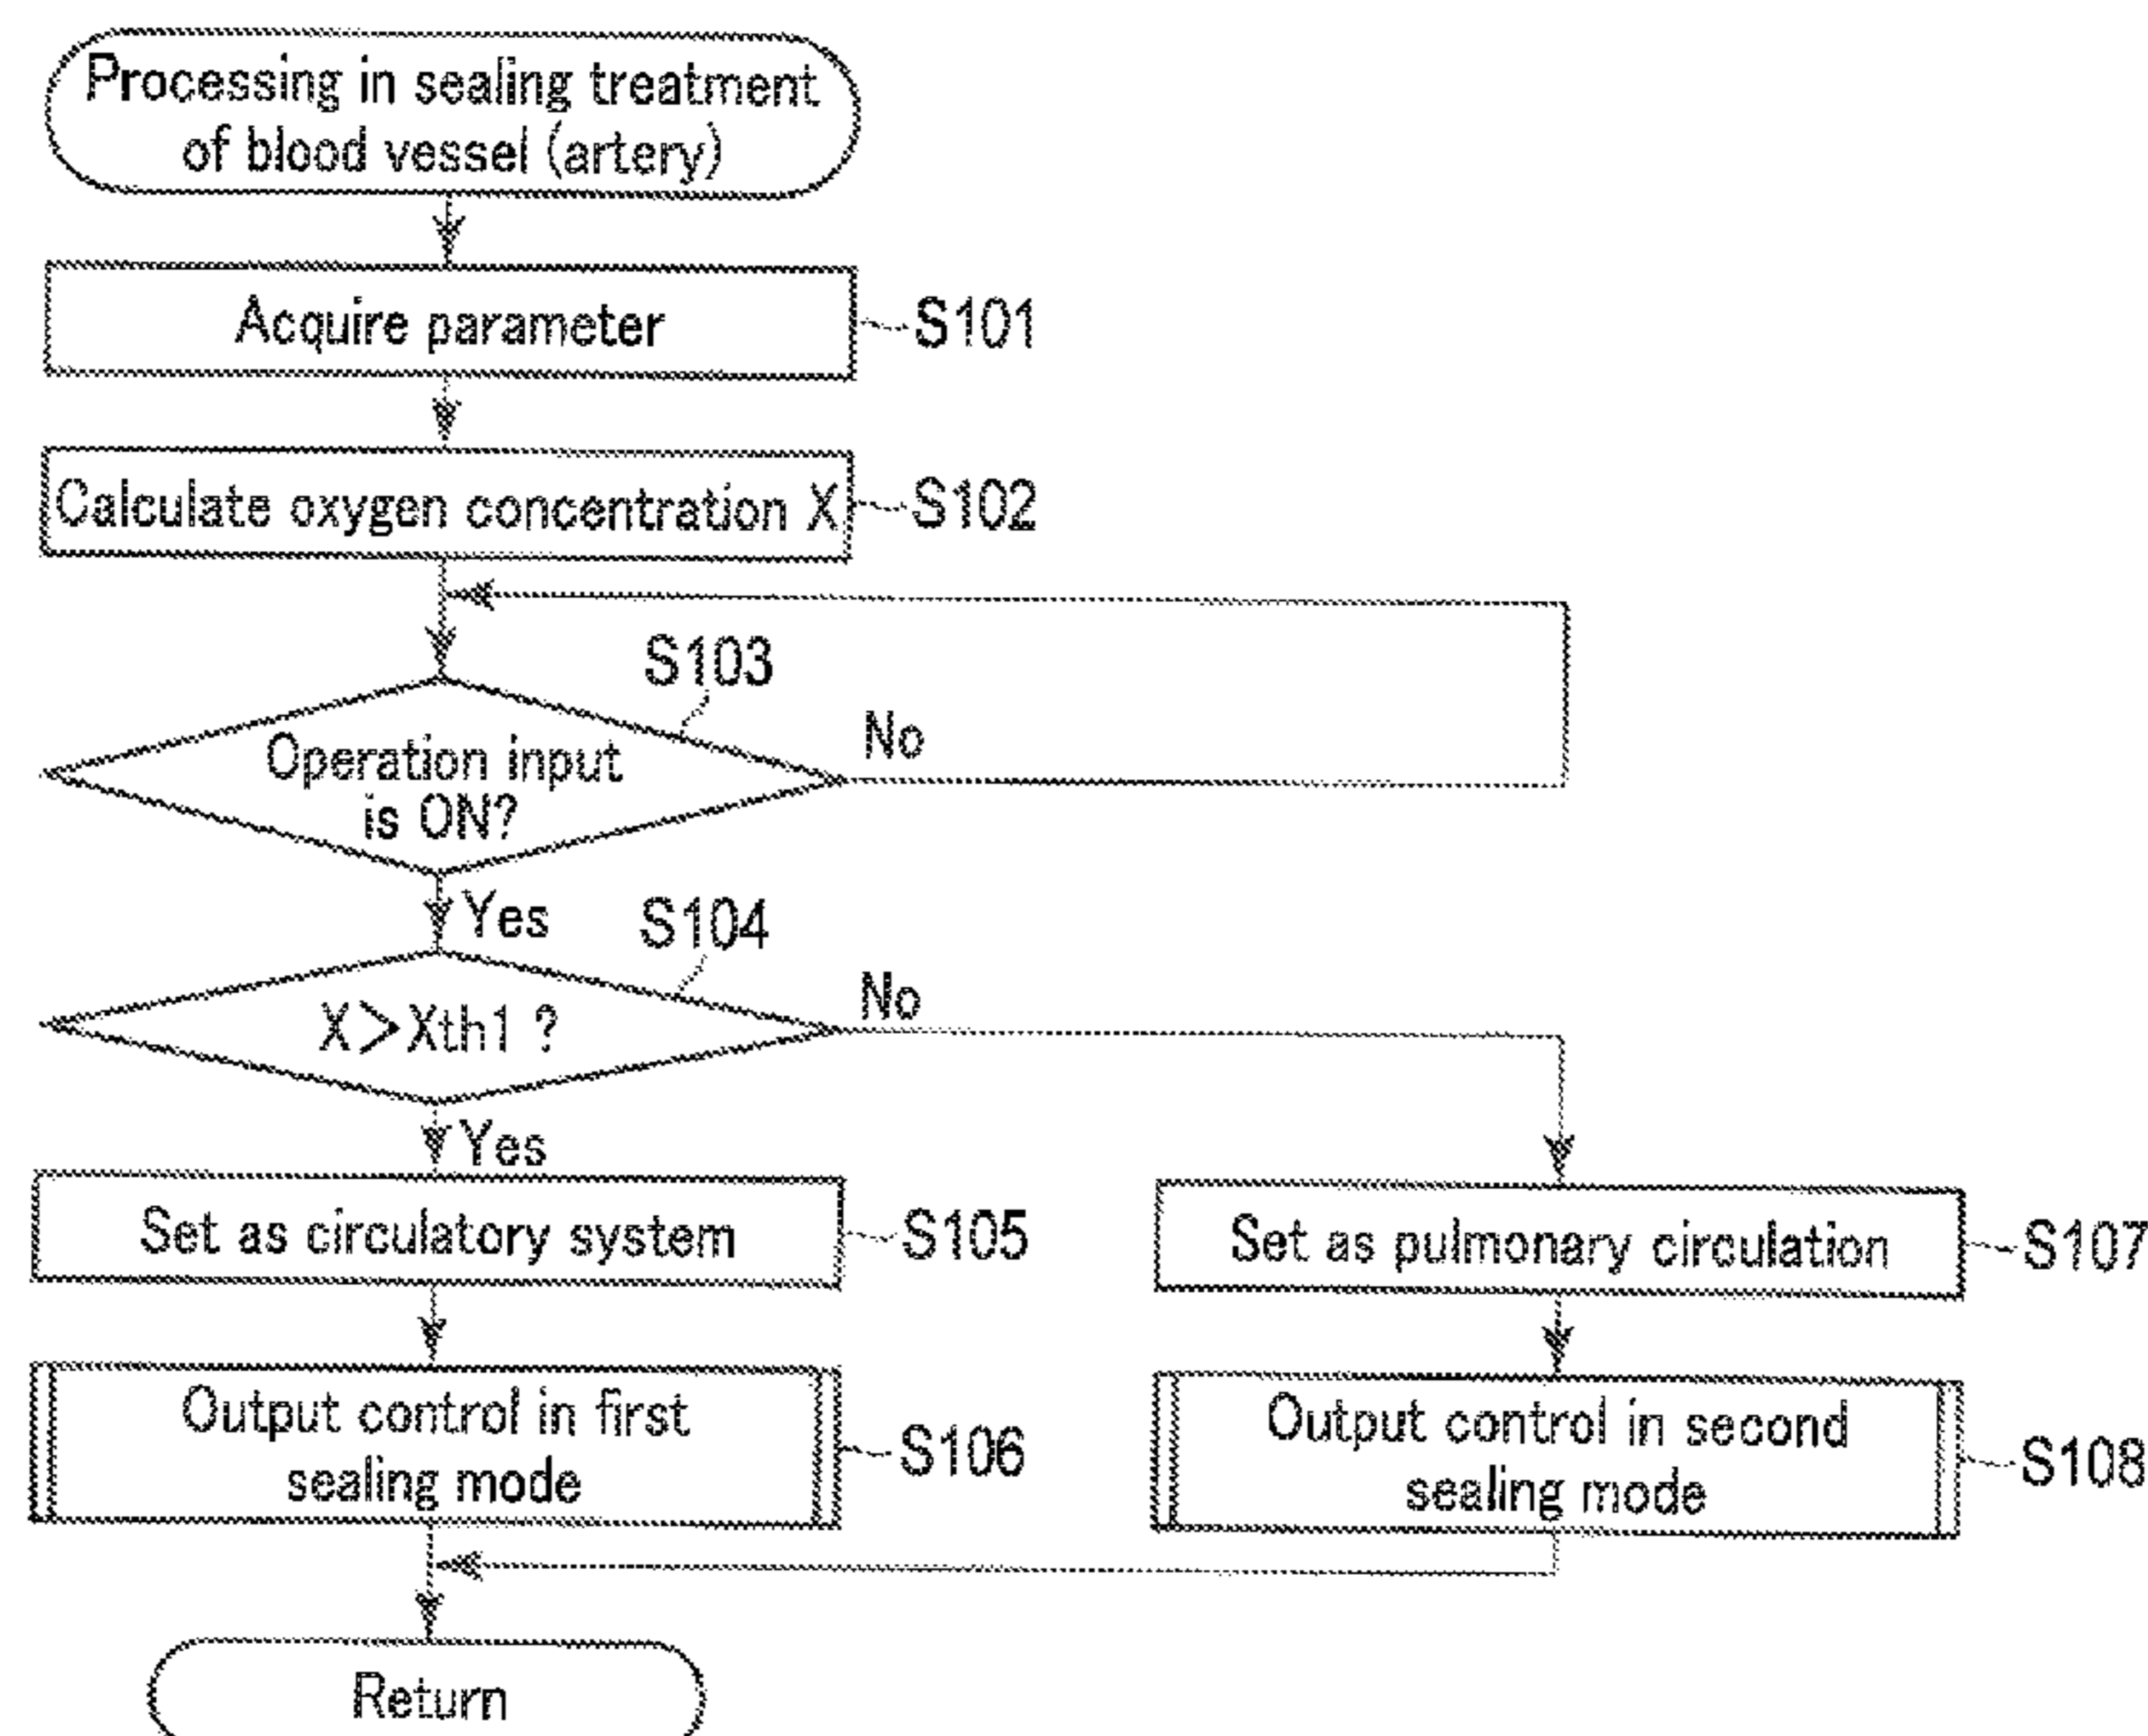 Processing in sealing treatment
of blood vessel (artery)
Acquire parameter
S101
Calculate oxygen concentration X
S102
S103
Operation input
is ON?
No
Yes
S104
X>Xth1 ?
No
Yes
Set as circulatory system
S105
Set as pulmonary circulation
S107
Output control in first
sealing mode
S106
Output control in second
sealing mode
S108
Return